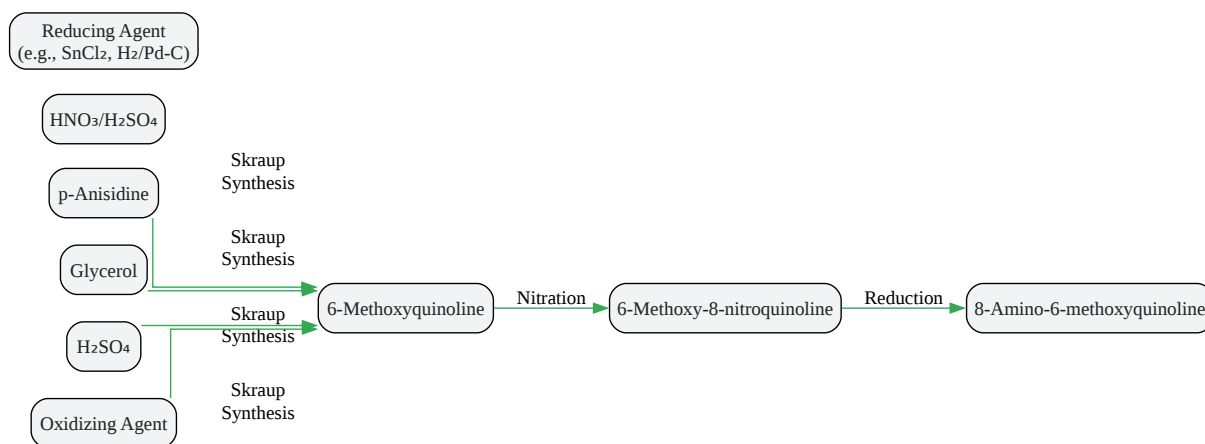 Reducing Agent
(e.g., SnCl₂, H₂/Pd-C)
HNO₃/H₂SO₄
p-Anisidine
Skraup
Synthesis
Glycerol
Skraup
Synthesis
H₂SO₄
Skraup
Synthesis
Oxidizing Agent
Skraup
Synthesis
6-Methoxyquinoline
Nitration
6-Methoxy-8-nitroquinoline
Reduction
8-Amino-6-methoxyquinoline